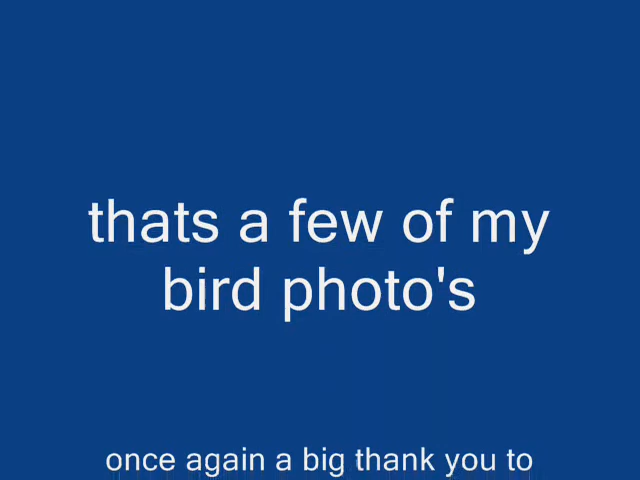 thats a few of my
bird photo's
once again a big thank you to